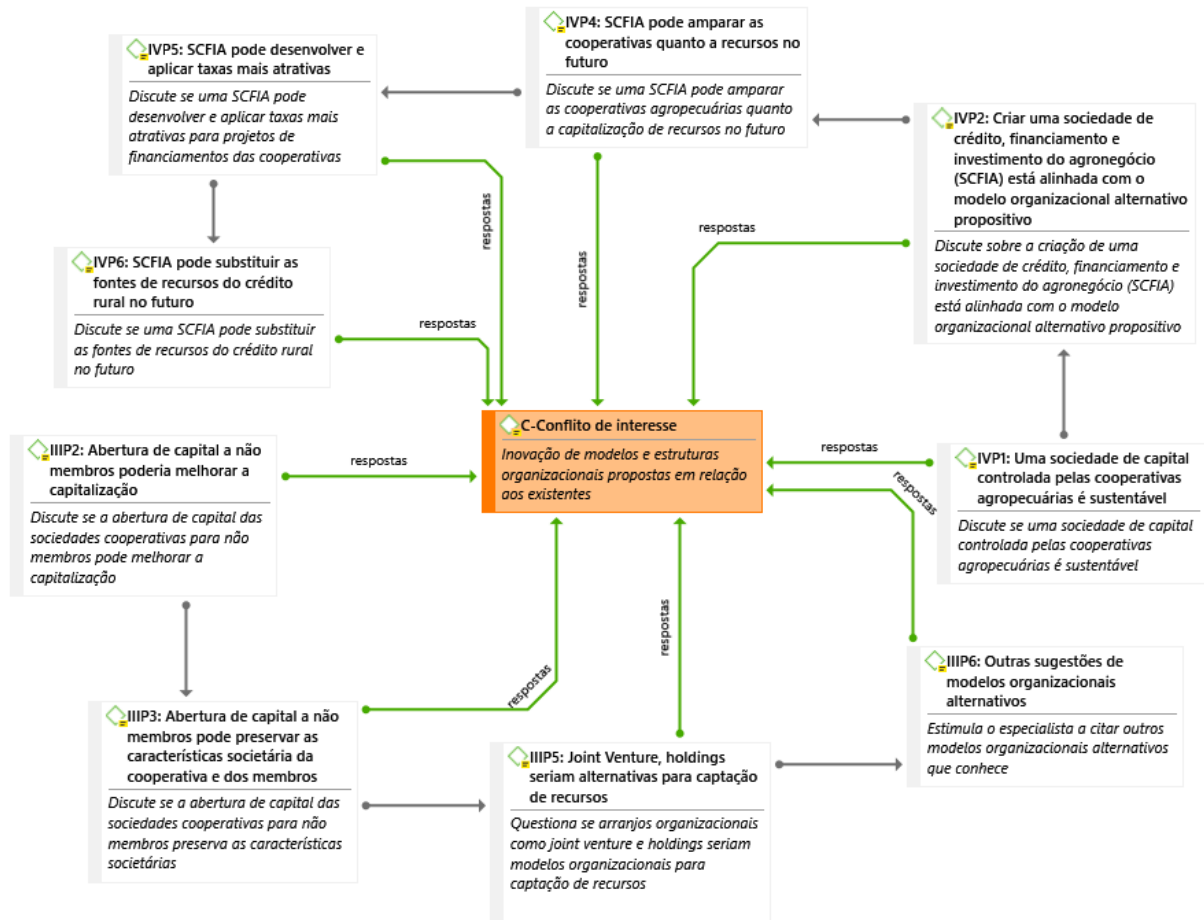 IVP4: SCFIA pode amparar as
cooperativas quanto a recursos no
futuro
Discute se uma SCFIA pode amparar
as cooperativas agropecuárias quanto
a capitalização de recursos no futuro
IVP5: SCFIA pode desenvolver e
aplicar taxas mais atrativas
Discute se uma SCFIA pode
desenvolver e aplicar taxas mais
atrativas para projetos de
financiamentos das cooperativas
IVP2: Criar uma sociedade de
crédito, financiamento e
investimento do agronegócio
(SCFIA) está alinhada com o
modelo organizacional alternativo
propositivo
Discute sobre a criação de uma
sociedade de crédito, financiamento e
investimento do agronegócio (SCFIA)
está alinhada com o modelo
organizacional alternativo propositivo
respostas
respostas
respostas
IVP6: SCFIA pode substituir as
fontes de recursos do crédito
rural no futuro
Discute se uma SCFIA pode substituir
as fontes de recursos do crédito rural
no futuro
respostas
C-Conflito de interesse
Inovação de modelos e estruturas
organizacionais propostas em relação
aos existentes
IIIP2: Abertura de capital a não
membros poderia melhorar a
capitalização
Discute se a abertura de capital das
sociedades cooperativas para não
membros pode melhorar a
capitalização
respostas
respostas
respostas
IVP1: Uma sociedade de capital
controlada pelas cooperativas
agropecuárias é sustentável
Discute se uma sociedade de capital
controlada pelas cooperativas
agropecuárias é sustentável
respostas
respostas
IIIP6: Outras sugestões de
modelos organizacionais
alternativos
Estimula o especialista a citar outros
modelos organizacionais alternativos
que conhece
IIIP3: Abertura de capital a não
membros pode preservar as
características societária da
cooperativa e dos membros
Discute se a abertura de capital das
sociedades cooperativas para não
membros preserva as características
societárias
IIIP5: Joint Venture, holdings
seriam alternativas para captação
de recursos
Questiona se arranjos organizacionais
como joint venture e holdings seriam
modelos organizacionais para
captação de recursos